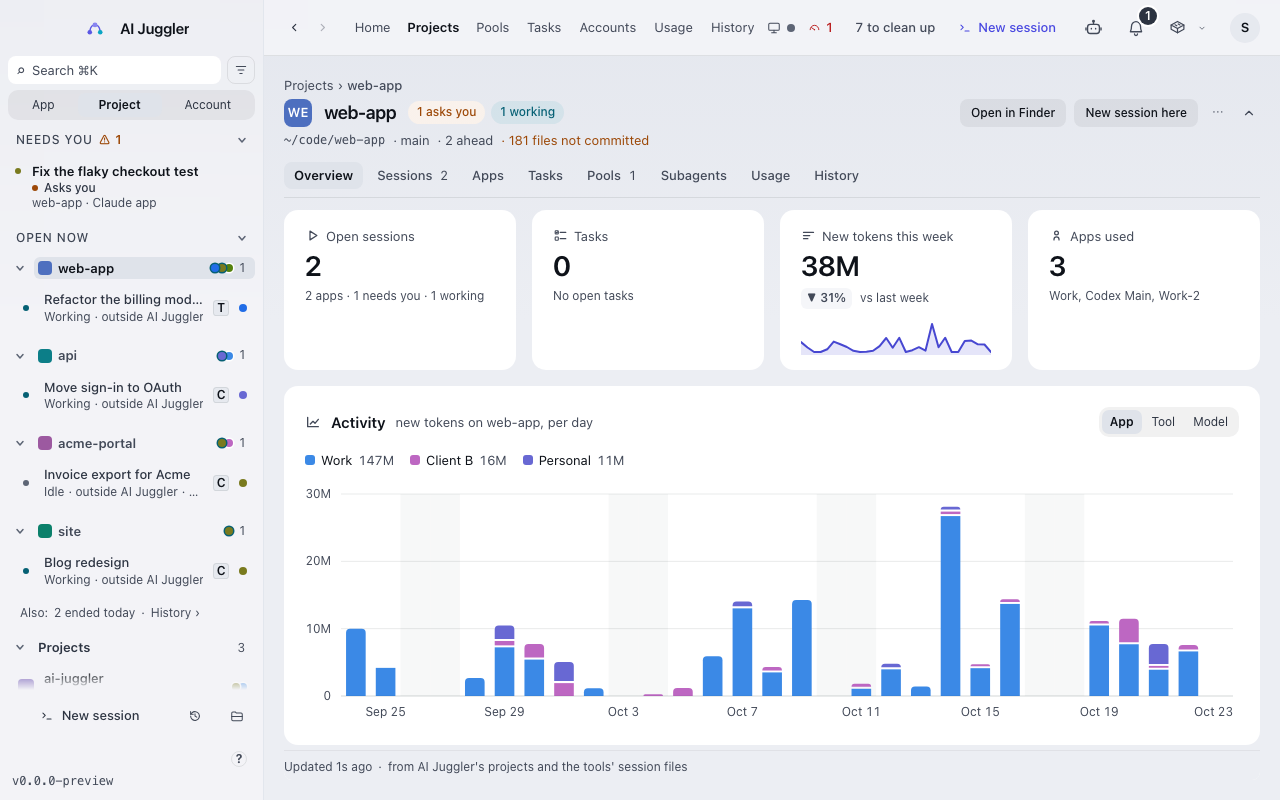 AI Juggler
Search ⌘K
App Project Account
NEEDS YOU 1
Fix the flaky checkout test
Asks you
web-app · Claude app
OPEN NOW
web-app 1
Refactor the billing mod... T
Working · outside AI Juggler
api 1
Move sign-in to OAuth C
Working · outside AI Juggler
acme-portal 1
Invoice export for Acme C
Idle · outside AI Juggler · ...
site 1
Blog redesign C
Working · outside AI Juggler
Also: 2 ended today · History ›
Projects 3
ai-juggler
New session
?
v0.0.0-preview
Home Projects Pools Tasks Accounts Usage History 1 7 to clean up New session 1 S
Projects › web-app
WE web-app 1 asks you 1 working Open in Finder New session here ···
~/code/web-app · main · 2 ahead · 181 files not committed
Overview Sessions 2 Apps Tasks Pools 1 Subagents Usage History
Open sessions
2
2 apps · 1 needs you · 1 working
Tasks
0
No open tasks
New tokens this week
38M
▼ 31% vs last week
Apps used
3
Work, Codex Main, Work-2
Activity new tokens on web-app, per day App Tool Model
Work 147M Client B 16M Personal 11M
30M
20M
10M
0
Sep 25 Sep 29 Oct 3 Oct 7 Oct 11 Oct 15 Oct 19 Oct 23
Updated 1s ago · from AI Juggler's projects and the tools' session files